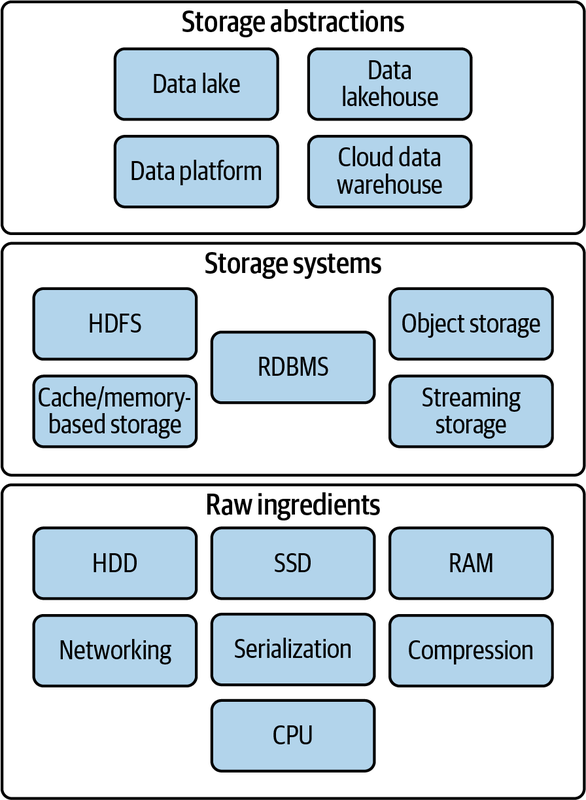 Storage abstractions
Data lake
Data
lakehouse
Data platform
Cloud data
warehouse
Storage systems
HDFS
Object storage
RDBMS
Cache/memory-
based storage
Streaming
storage
Raw ingredients
HDD
SSD
RAM
Networking
Serialization
Compression
CPU